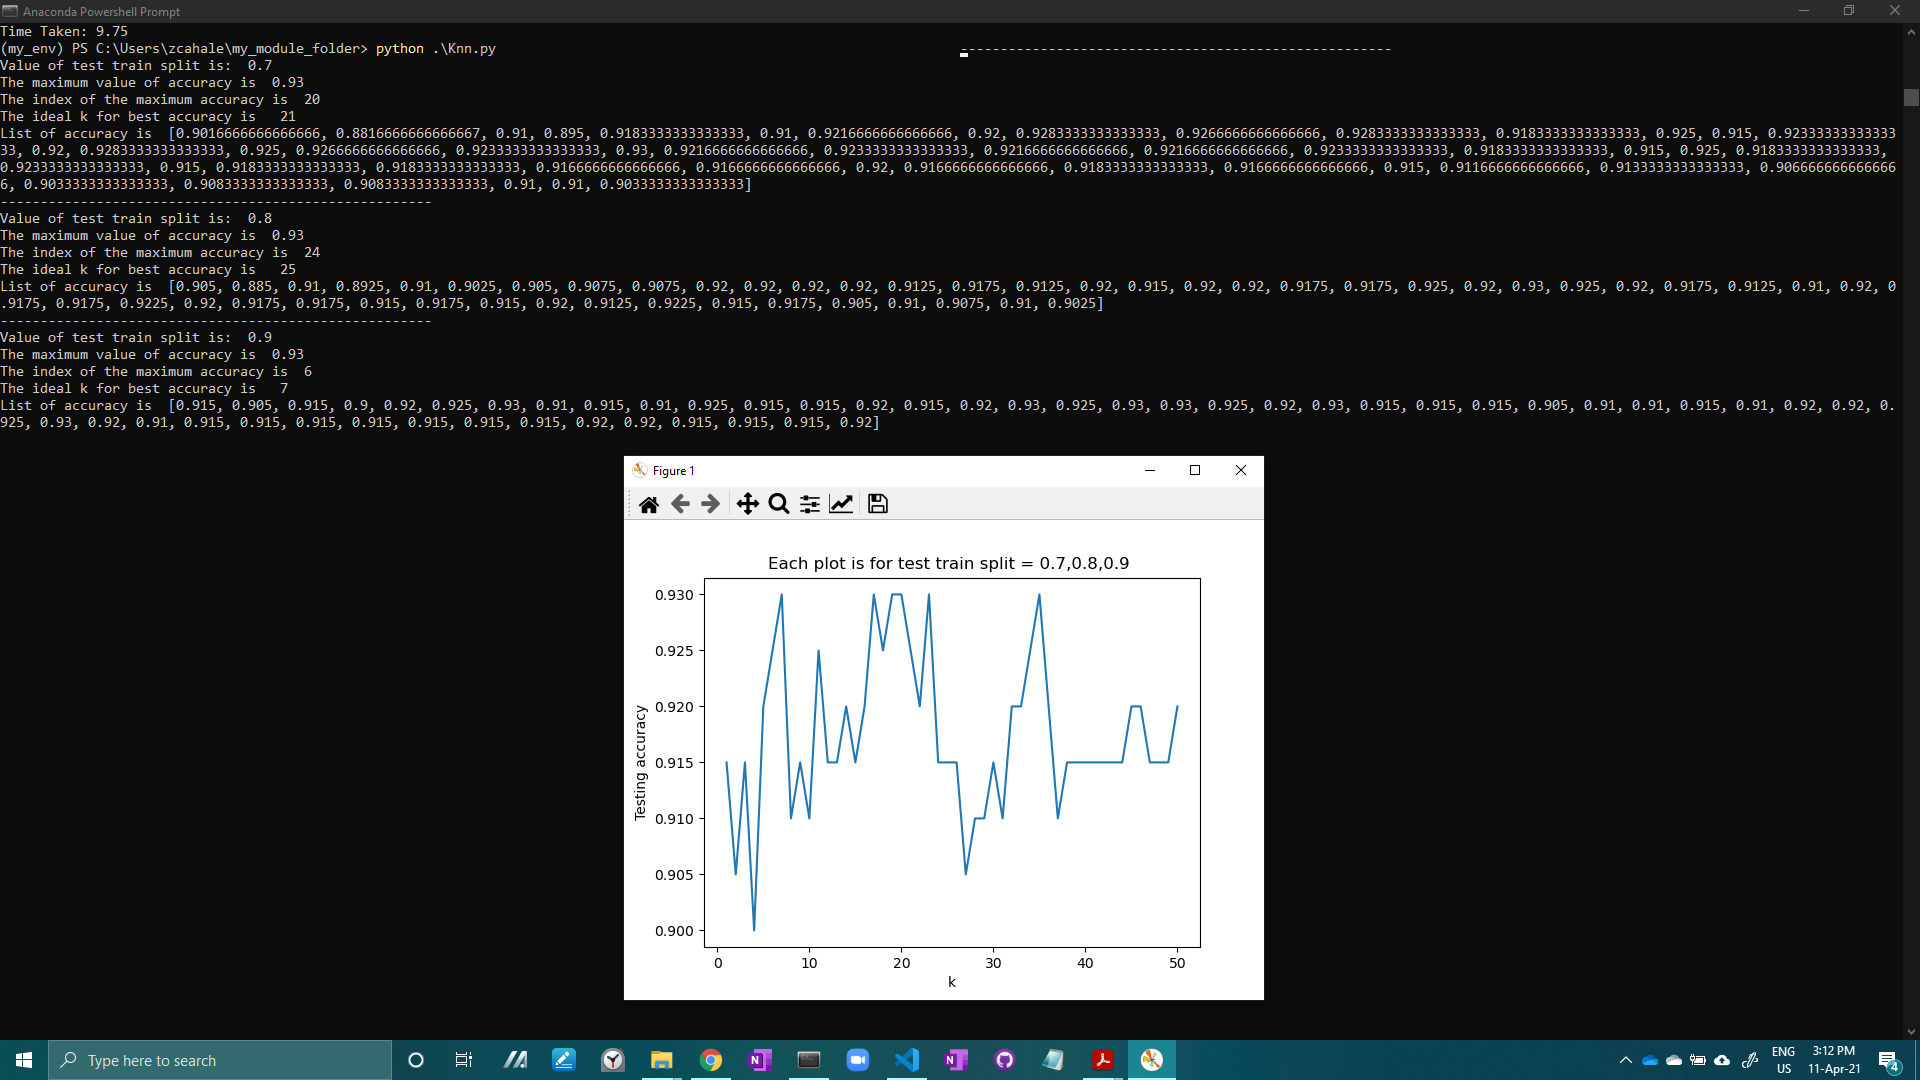 Anaconda Powershell Prompt
Time Taken: 9.75
(my_env) PS C:\Users\zcahale\my_module_folder> python .\Knn.py ------------------------------------------------------
Value of test train split is:  0.7
The maximum value of accuracy is  0.93
The index of the maximum accuracy is  20
The ideal k for best accuracy is   21
List of accuracy is  [0.9016666666666666, 0.8816666666666667, 0.91, 0.895, 0.9183333333333333, 0.91, 0.9216666666666666, 0.92, 0.9283333333333333, 0.9266666666666666, 0.9283333333333333, 0.9183333333333333, 0.925, 0.915, 0.92333333333333
33, 0.92, 0.9283333333333333, 0.925, 0.9266666666666666, 0.9233333333333333, 0.93, 0.9216666666666666, 0.9233333333333333, 0.9216666666666666, 0.9216666666666666, 0.9233333333333333, 0.9183333333333333, 0.915, 0.925, 0.9183333333333333,
0.9233333333333333, 0.915, 0.9183333333333333, 0.9183333333333333, 0.9166666666666666, 0.9166666666666666, 0.92, 0.9166666666666666, 0.9183333333333333, 0.9166666666666666, 0.915, 0.9116666666666666, 0.9133333333333333, 0.906666666666666
6, 0.9033333333333333, 0.9083333333333333, 0.9083333333333333, 0.91, 0.91, 0.9033333333333333]
------------------------------------------------------
Value of test train split is:  0.8
The maximum value of accuracy is  0.93
The index of the maximum accuracy is  24
The ideal k for best accuracy is   25
List of accuracy is  [0.905, 0.885, 0.91, 0.8925, 0.91, 0.9025, 0.905, 0.9075, 0.9075, 0.92, 0.92, 0.92, 0.92, 0.9125, 0.9175, 0.9125, 0.92, 0.915, 0.92, 0.92, 0.9175, 0.9175, 0.925, 0.92, 0.93, 0.925, 0.92, 0.9175, 0.9125, 0.91, 0.92, 0
.9175, 0.9175, 0.9225, 0.92, 0.9175, 0.9175, 0.915, 0.9175, 0.915, 0.92, 0.9125, 0.9225, 0.915, 0.9175, 0.905, 0.91, 0.9075, 0.91, 0.9025]
------------------------------------------------------
Value of test train split is:  0.9
The maximum value of accuracy is  0.93
The index of the maximum accuracy is  6
The ideal k for best accuracy is   7
List of accuracy is  [0.915, 0.905, 0.915, 0.9, 0.92, 0.925, 0.93, 0.91, 0.915, 0.91, 0.925, 0.915, 0.915, 0.92, 0.915, 0.92, 0.93, 0.925, 0.93, 0.93, 0.925, 0.92, 0.93, 0.915, 0.915, 0.915, 0.905, 0.91, 0.91, 0.915, 0.91, 0.92, 0.92, 0.
925, 0.93, 0.92, 0.91, 0.915, 0.915, 0.915, 0.915, 0.915, 0.915, 0.915, 0.92, 0.92, 0.915, 0.915, 0.915, 0.92]
Figure 1
Each plot is for test train split = 0.7,0.8,0.9
0.930
0.925
0.920
0.915
0.910
0.905
0.900
Testing accuracy
0 10 20 30 40 50
k
Type here to search
ENG
US
3:12 PM
11-Apr-21
4